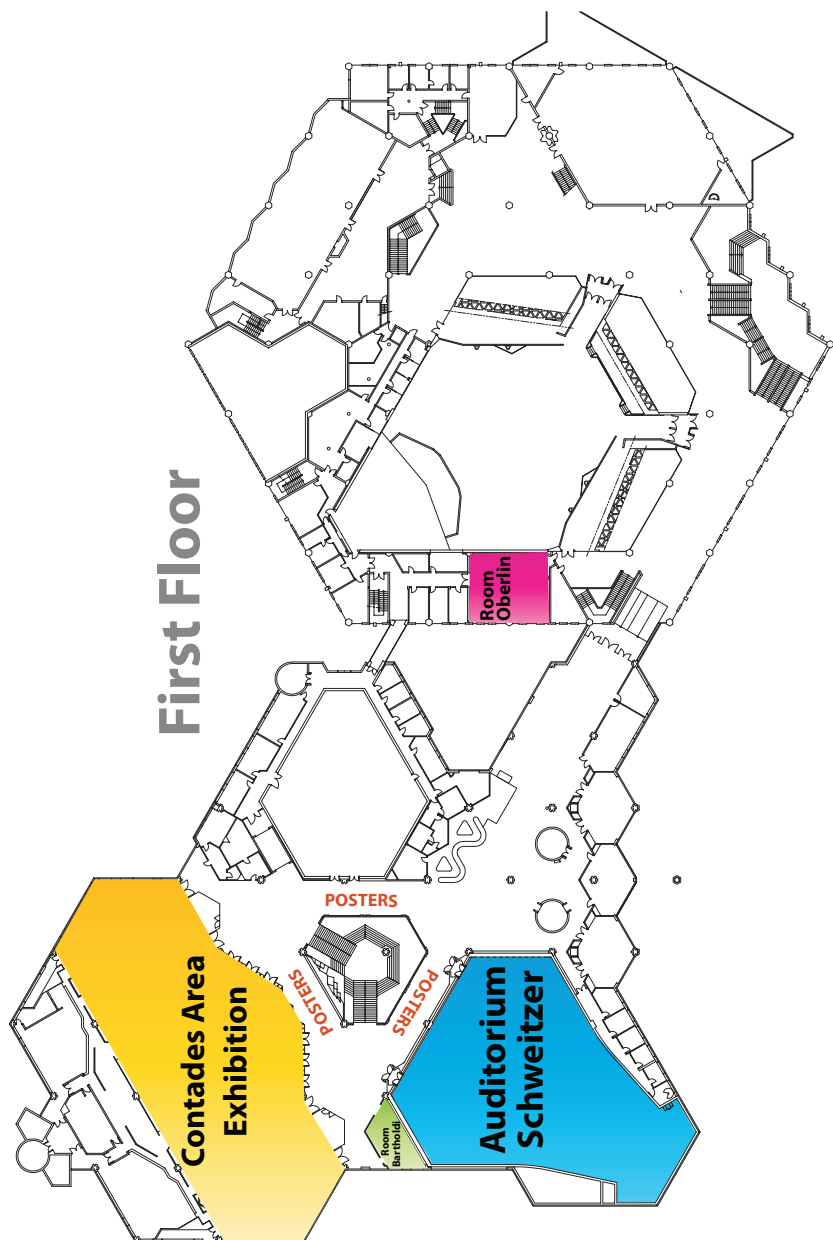 First Floor
Room
Oberlin
POSTERS
POSTERS
POSTERS
Contades Area
Exhibition
Room
Bartholdi
Auditorium
Schweitzer